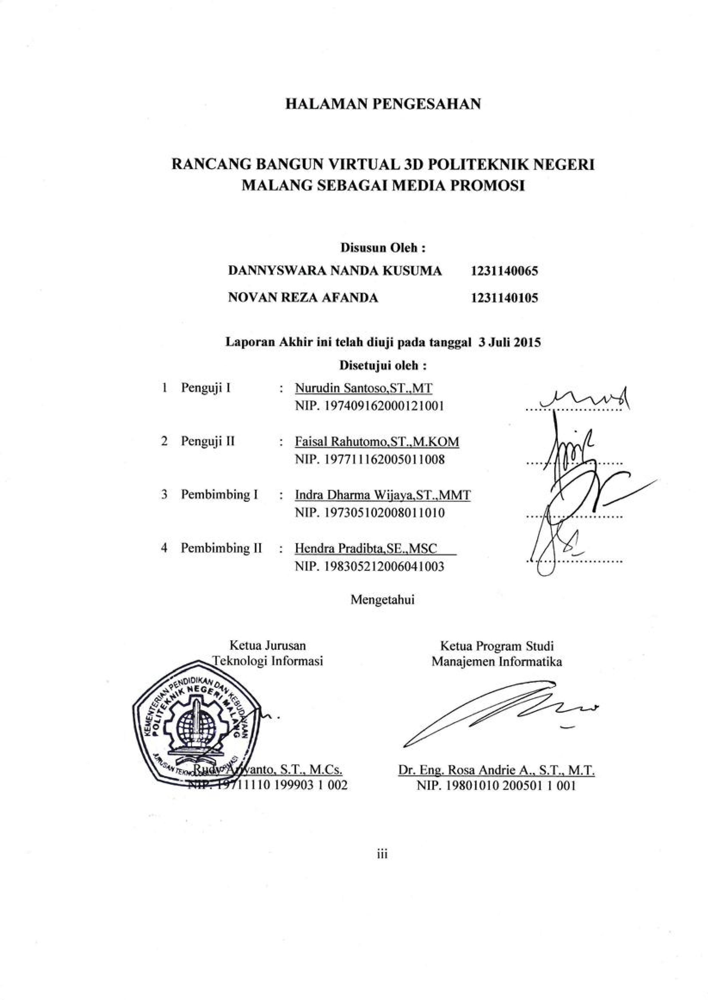 HALAMAN PENGESAHAN
RANCANG BANGUN VIRTUAL 3D POLITEKNIK NEGERI
MALANG SEBAGAI MEDIA PROMOSI
Disusun Oleh :
DANNYSWARA NANDA KUSUMA 1231140065
NOVAN REZA AFANDA 1231140105
Laporan Akhir ini telah diuji pada tanggal 3 Juli 2015
Disetujui oleh :
1 Penguji I : Nurudin Santoso,ST.,MT
NIP. 197409162000121001
2 Penguji II : Faisal Rahutomo,ST.,M.KOM
NIP. 197711162005011008
3 Pembimbing I : Indra Dharma Wijaya,ST.,MMT
NIP. 197305102008011010
4 Pembimbing II : Hendra Pradibta,SE.,MSC
NIP. 198305212006041003
Mengetahui
Ketua Jurusan
Teknologi Informasi
Ketua Program Studi
Manajemen Informatika
KEMENTERIAN PENDIDIKAN DAN KEBUDAYAAN
POLITEKNIK NEGERI MALANG
JURUSAN TEKNOLOGI INFORMASI
Rudy Ariyanto, S.T., M.Cs.
NIP. 19711110 199903 1 002
Dr. Eng. Rosa Andrie A., S.T., M.T.
NIP. 19801010 200501 1 001
iii